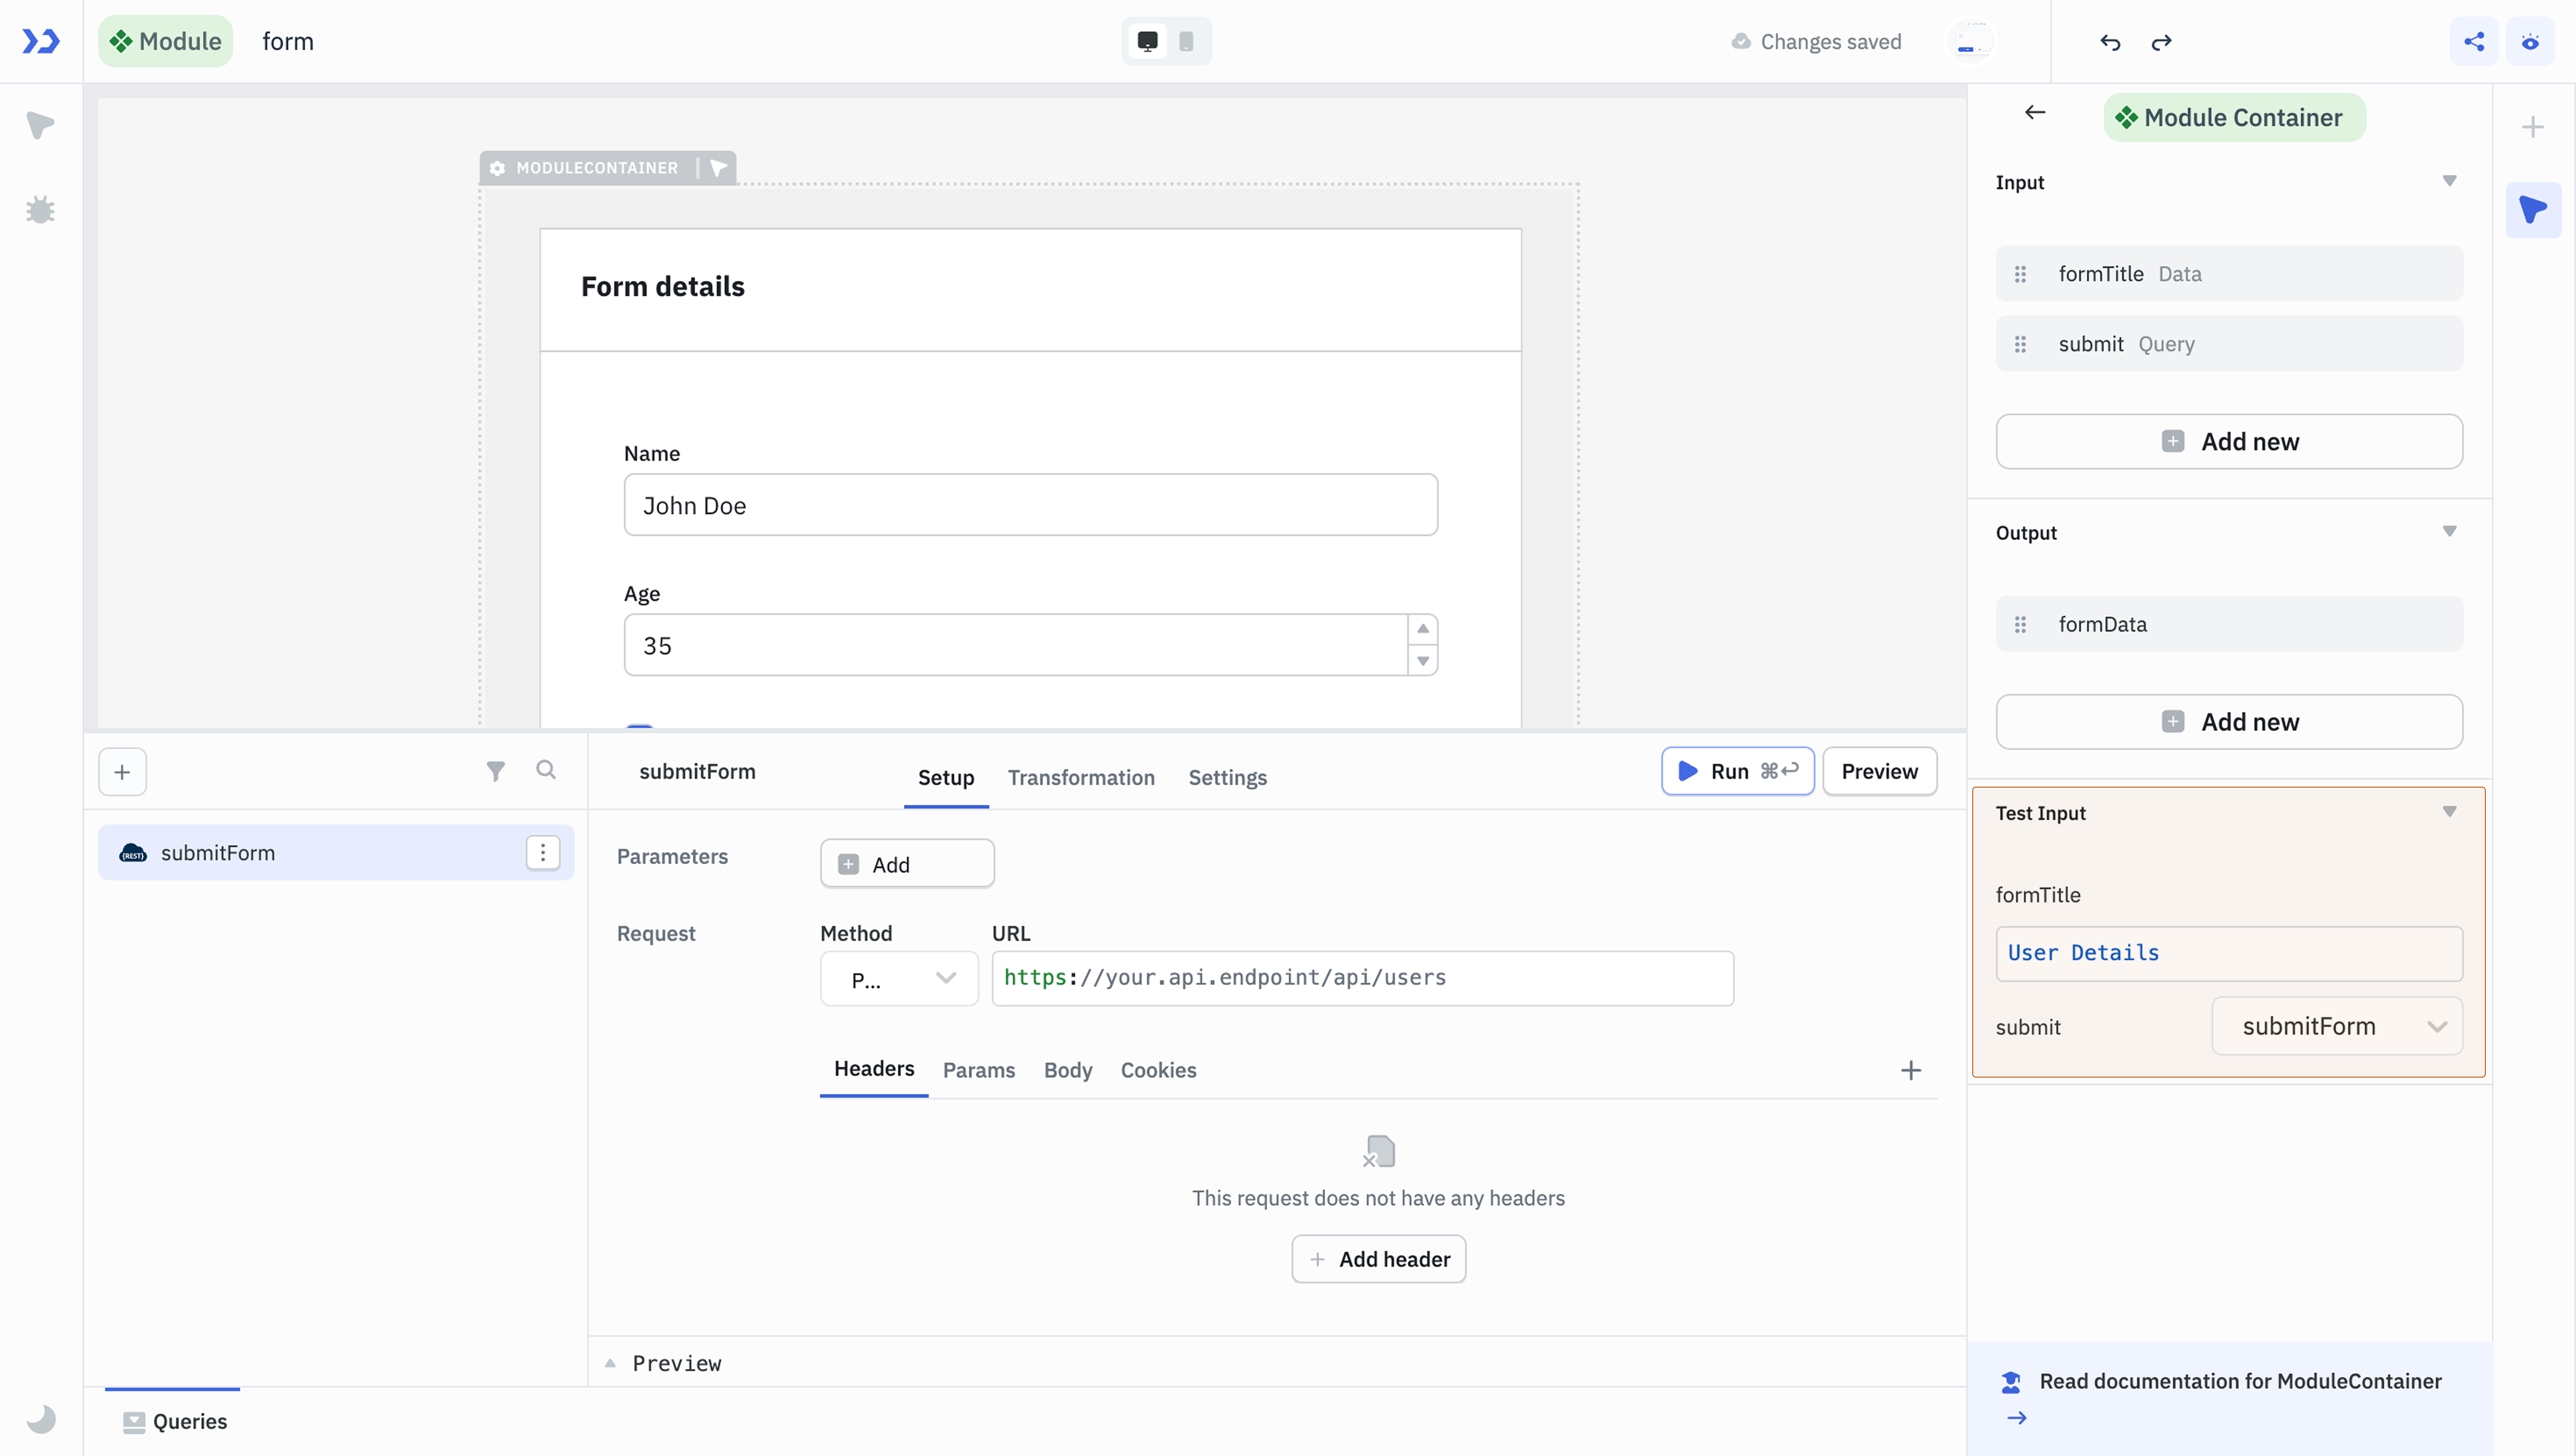 Module
form
Changes saved
MODULECONTAINER
Form details
Name
John Doe
Age
35
Module Container
Input
formTitle Data
submit Query
Add new
Output
formData
Add new
Test Input
formTitle
User Details
submit submitForm
submitForm
submitForm
Setup Transformation Settings
Run ⌘↩ Preview
Parameters
Add
Request
Method
URL
P...
https://your.api.endpoint/api/users
Headers Params Body Cookies
This request does not have any headers
Add header
Preview
Queries
Read documentation for ModuleContainer